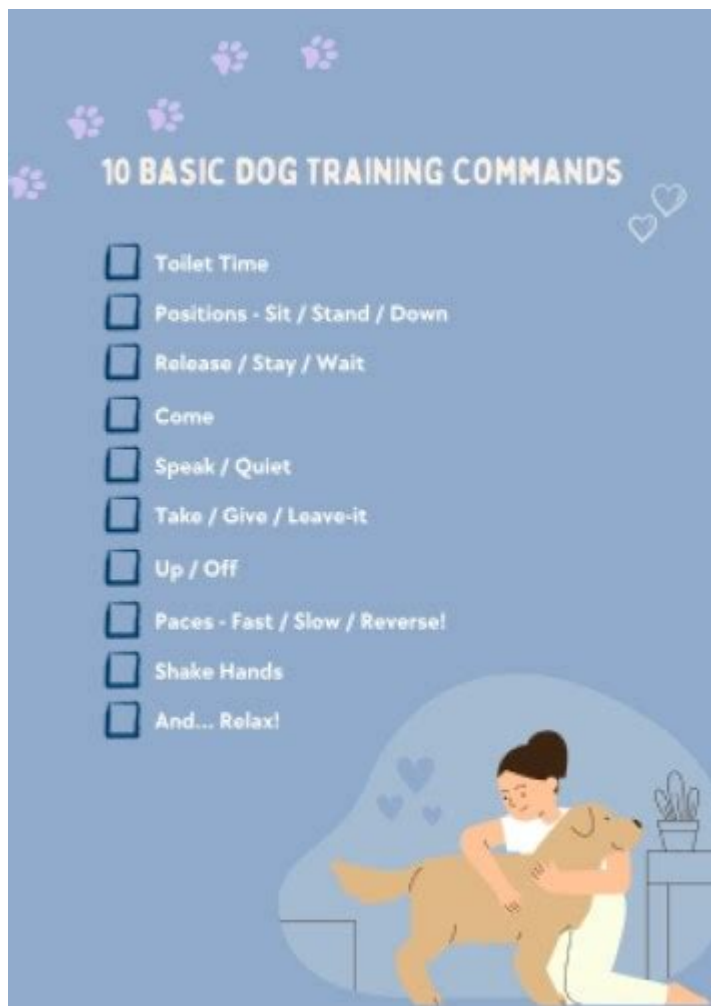 10 BASIC DOG TRAINING COMMANDS
Toilet Time
Positions - Sit / Stand / Down
Release / Stay / Wait
Come
Speak / Quiet
Take / Give / Leave-it
Up / Off
Paces - Fast / Slow / Reverse!
Shake Hands
And... Relax!